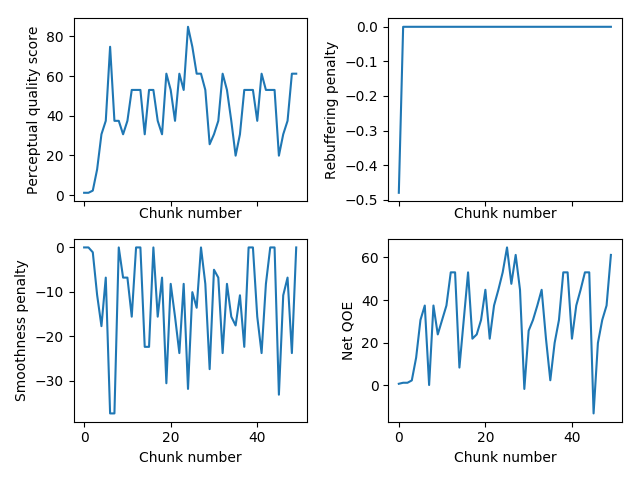 Perceptual quality score
80
60
40
20
0
Chunk number
Rebuffering penalty
0.0
−0.1
−0.2
−0.3
−0.4
−0.5
Chunk number
Smoothness penalty
0
−10
−20
−30
0 20 40
Chunk number
Net QOE
60
40
20
0
0 20 40
Chunk number